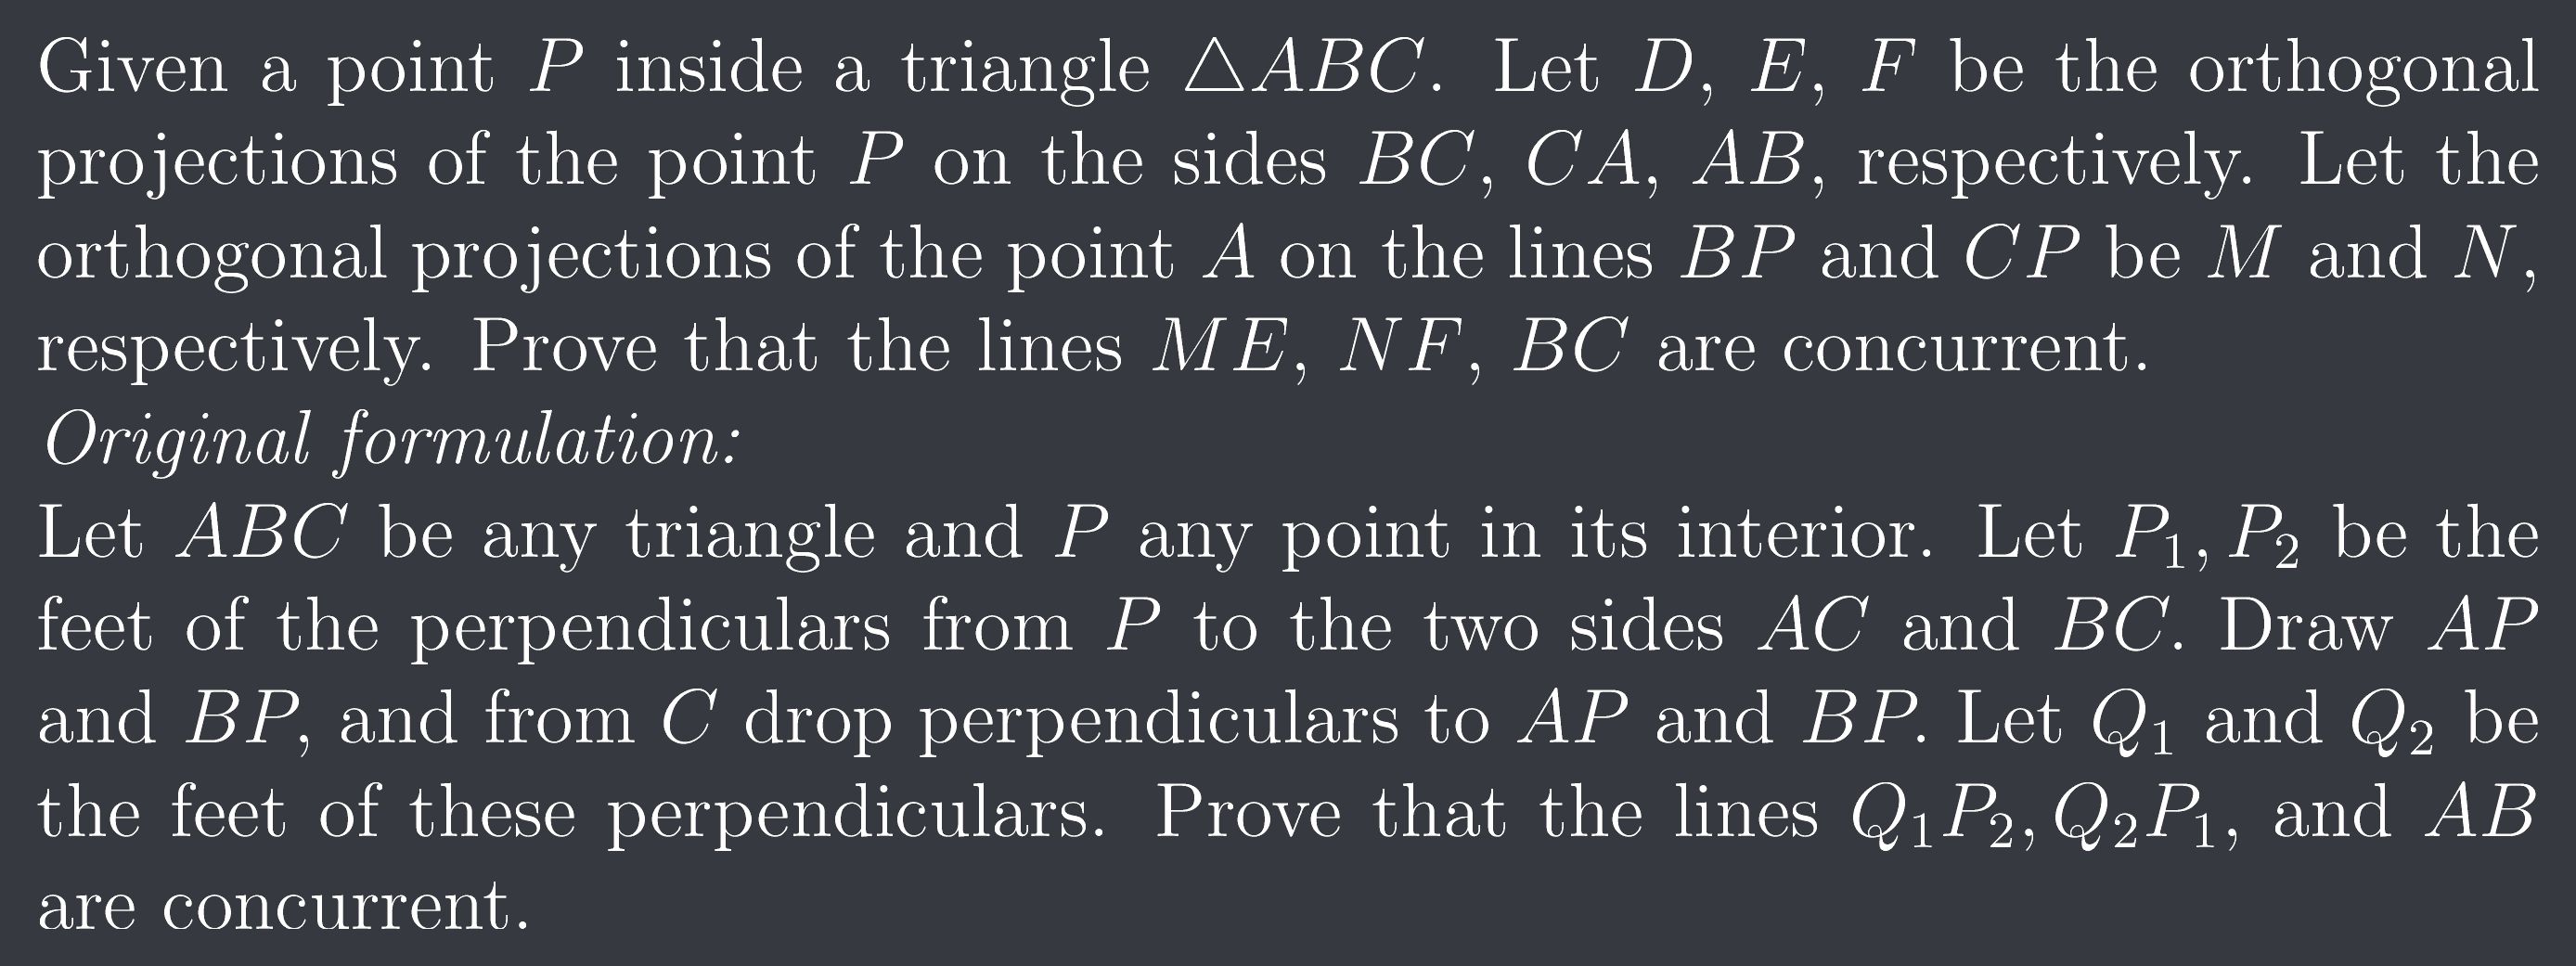 Given a point P inside a triangle △ABC. Let D, E, F be the orthogonal
projections of the point P on the sides BC, CA, AB, respectively. Let the
orthogonal projections of the point A on the lines BP and CP be M and N,
respectively. Prove that the lines ME, NF, BC are concurrent.
Original formulation:
Let ABC be any triangle and P any point in its interior. Let P₁, P₂ be the
feet of the perpendiculars from P to the two sides AC and BC. Draw AP
and BP, and from C drop perpendiculars to AP and BP. Let Q₁ and Q₂ be
the feet of these perpendiculars. Prove that the lines Q₁P₂, Q₂P₁, and AB
are concurrent.